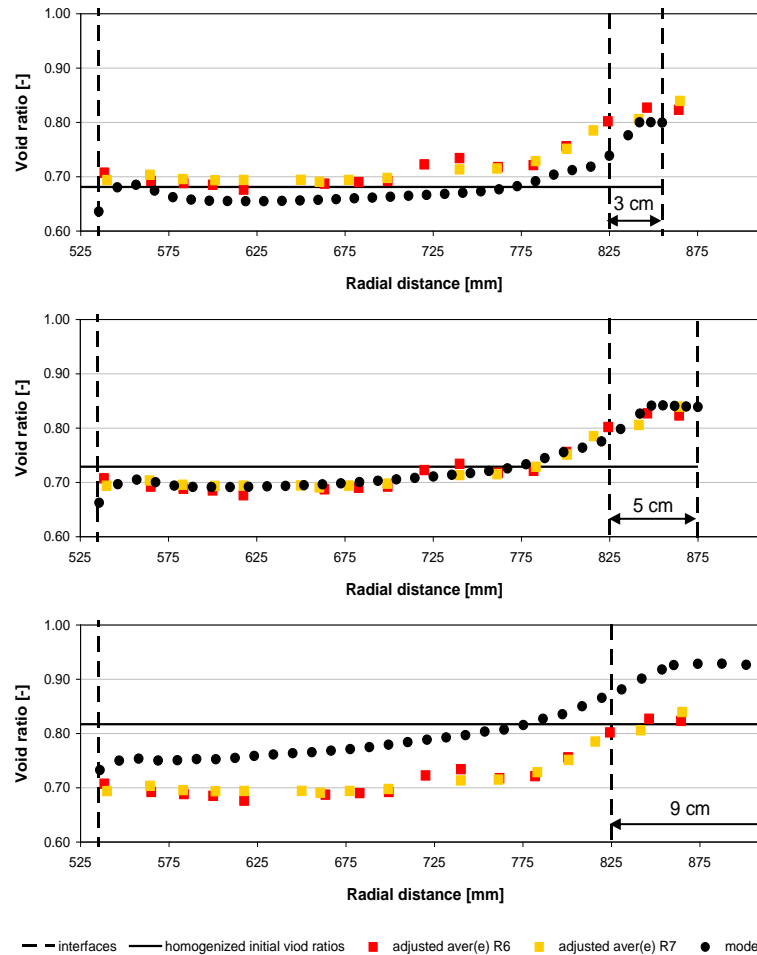 1.00
0.90
0.80
0.70
0.60
Void ratio [-]
3 cm
525 575 625 675 725 775 825 875
Radial distance [mm]
1.00
0.90
0.80
0.70
0.60
Void ratio [-]
5 cm
525 575 625 675 725 775 825 875
Radial distance [mm]
1.00
0.90
0.80
0.70
0.60
Void ratio [-]
9 cm
525 575 625 675 725 775 825 875
Radial distance [mm]
interfaces homogenized initial viod ratios adjusted aver(e) R6 adjusted aver(e) R7 mode